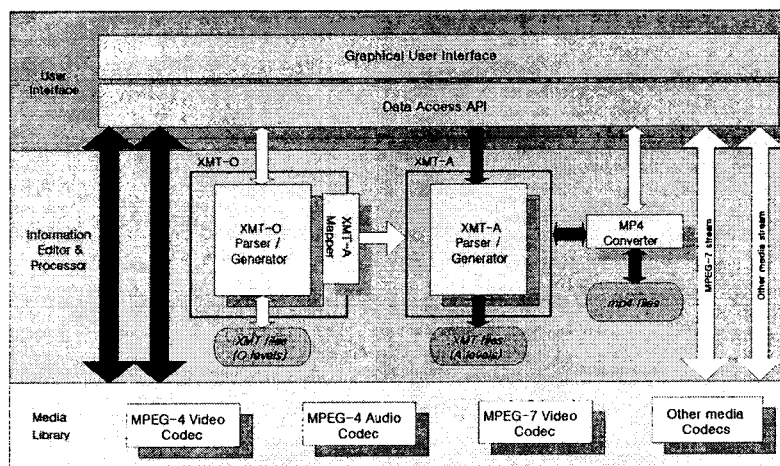 Graphical User Interface
User
Interface
Data Access API
XMT-O
XMT-A
XMT-O
Parser /
Generator
XMT-A
Mapper
XMT-A
Parser /
Generator
MP4
Converter
Information
Editor &
Processor
MPEG-7 stream
Other media stream
XMT files
(O levels)
XMT files
(A levels)
mp4 files
Media
Library
MPEG-4 Video
Codec
MPEG-4 Audio
Codec
MPEG-7 Video
Codec
Other media
Codecs